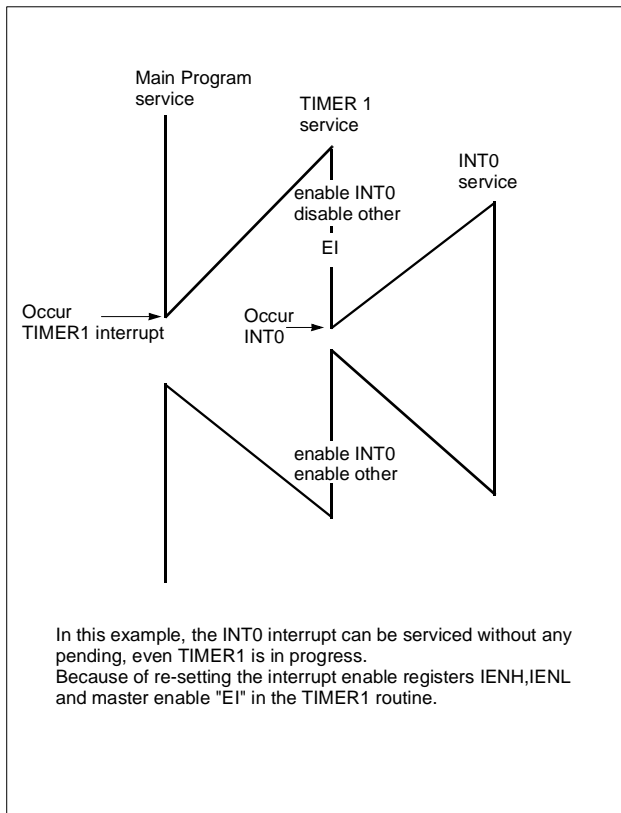 Main Program
service
TIMER 1
service
INT0
service
enable INT0
disable other
EI
Occur
TIMER1 interrupt
Occur
INT0
enable INT0
enable other
In this example, the INT0 interrupt can be serviced without any
pending, even TIMER1 is in progress.
Because of re-setting the interrupt enable registers IENH,IENL
and master enable "EI" in the TIMER1 routine.